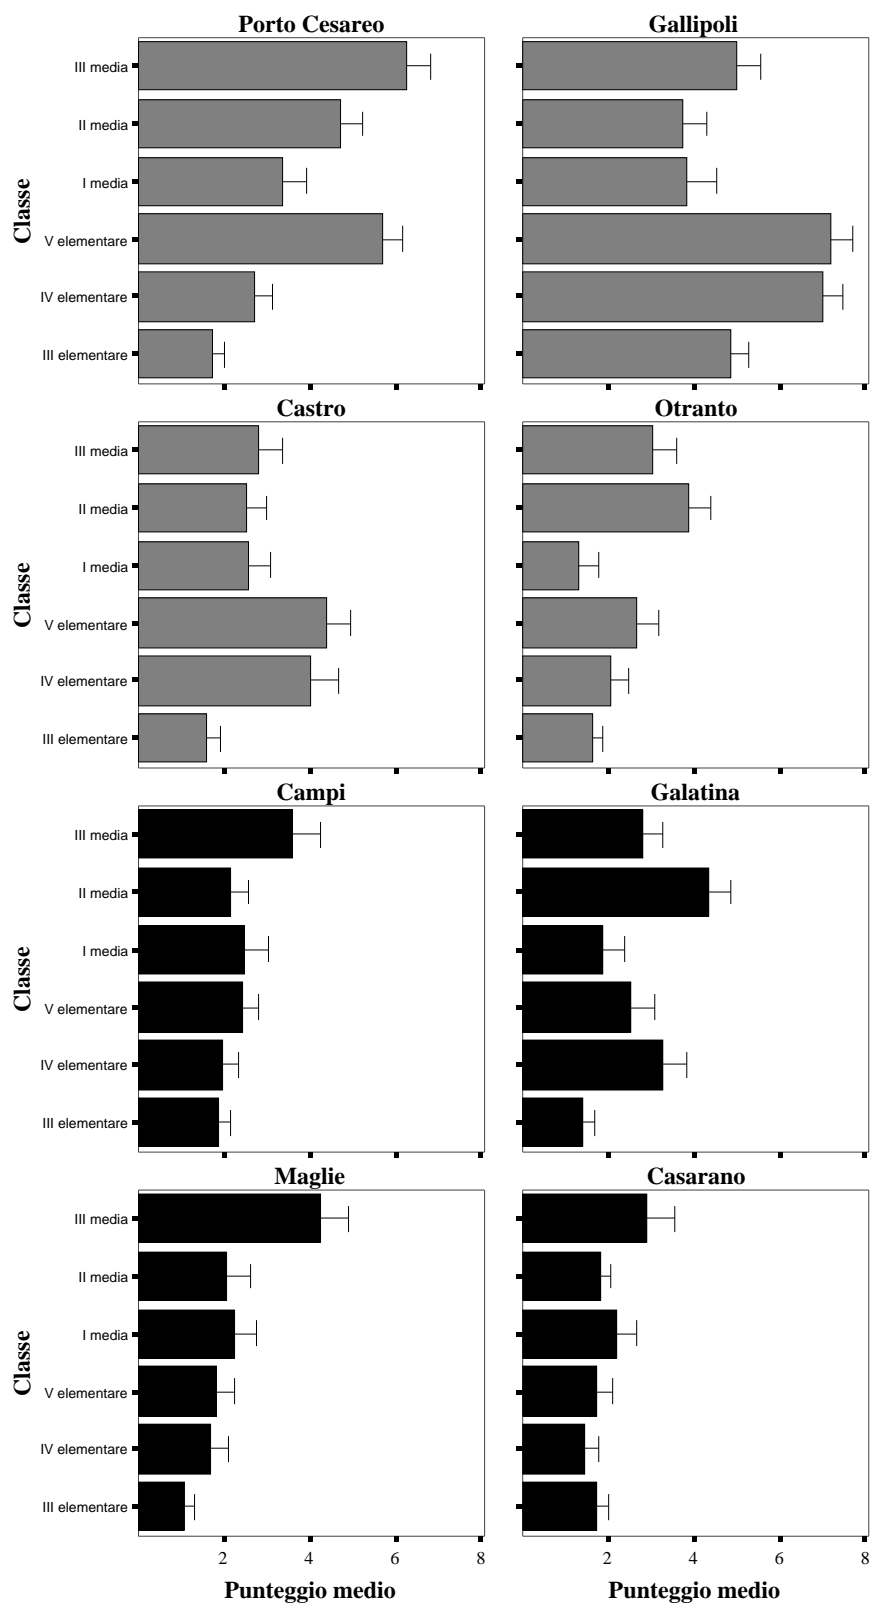 Porto Cesareo
Gallipoli
Classe
III media
II media
I media
V elementare
IV elementare
III elementare
Castro
Otranto
Classe
III media
II media
I media
V elementare
IV elementare
III elementare
Campi
Galatina
Classe
III media
II media
I media
V elementare
IV elementare
III elementare
Maglie
Casarano
Classe
III media
II media
I media
V elementare
IV elementare
III elementare
2 4 6 8
2 4 6 8
Punteggio medio
Punteggio medio